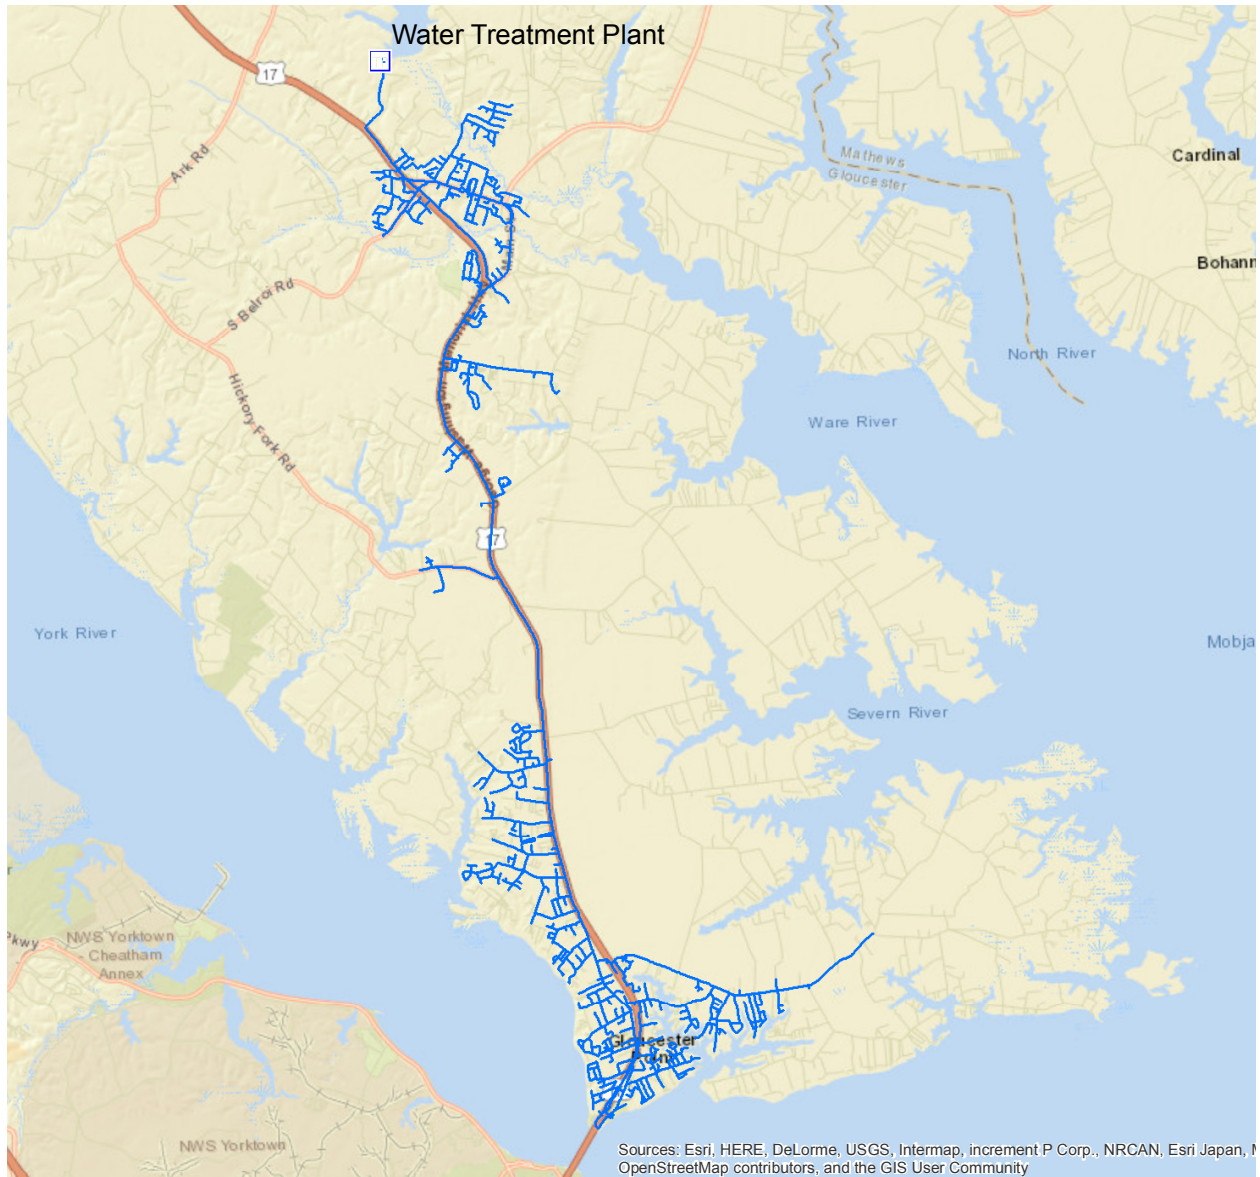 Water Treatment Plant
17
Ark Rd
Mathews
Gloucester
Cardinal
Bohann
S Belroi Rd
Main St
North River
Hickory Fork Rd
Ware River
17
York River
Mobja
Severn River
Pkwy
NWS Yorktown
- Cheatham
Annex
Gloucester
Point
NWS Yorktown
Sources: Esri, HERE, DeLorme, USGS, Intermap, increment P Corp., NRCAN, Esri Japan, M
OpenStreetMap contributors, and the GIS User Community